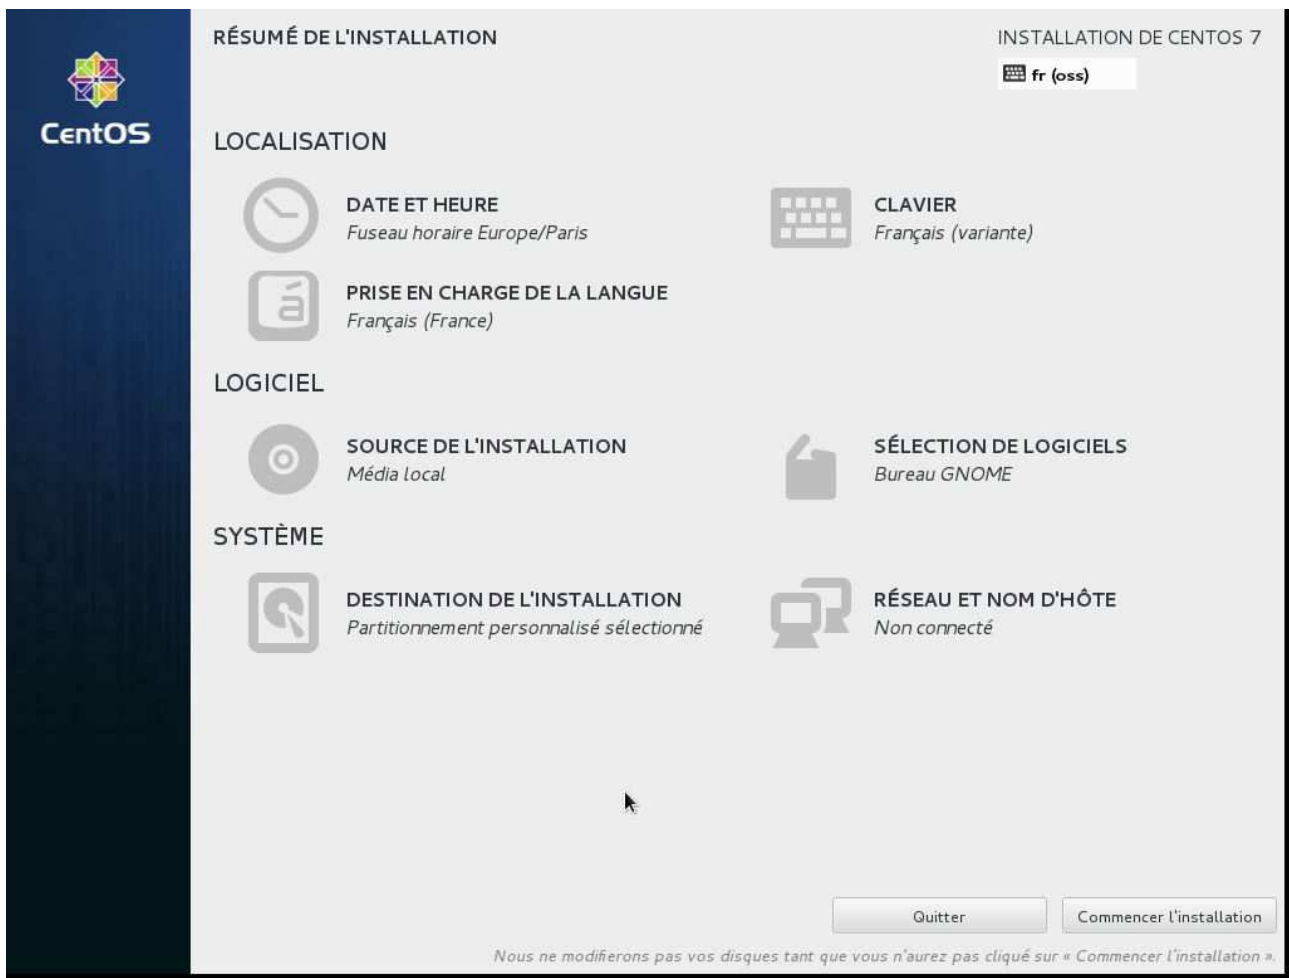 RÉSUMÉ DE L'INSTALLATION
INSTALLATION DE CENTOS 7
fr (oss)
CentOS
LOCALISATION
DATE ET HEURE
Fuseau horaire Europe/Paris
CLAVIER
Français (variante)
PRISE EN CHARGE DE LA LANGUE
Français (France)
LOGICIEL
SOURCE DE L'INSTALLATION
Média local
SÉLECTION DE LOGICIELS
Bureau GNOME
SYSTÈME
DESTINATION DE L'INSTALLATION
Partitionnement personnalisé sélectionné
RÉSEAU ET NOM D'HÔTE
Non connecté
Quitter
Commencer l'installation
Nous ne modifierons pas vos disques tant que vous n'aurez pas cliqué sur « Commencer l'installation ».